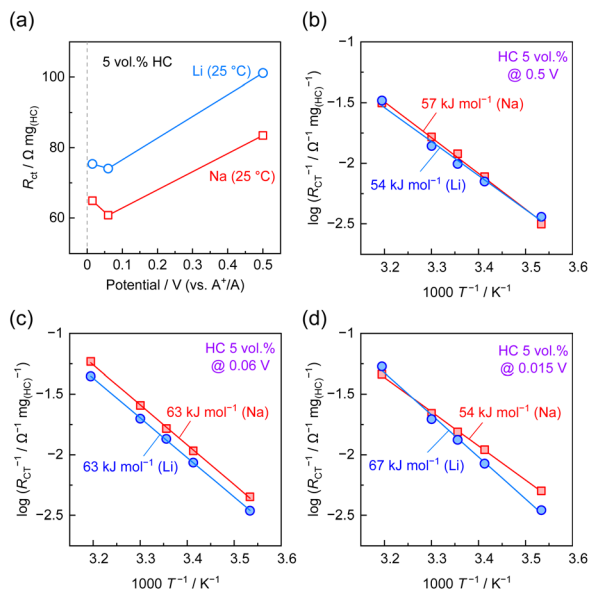 (a)
5 vol.% HC
Li (25 °C)
Na (25 °C)
100
80
60
R_ct / Ω mg_(HC)
0
0.1
0.2
0.3
0.4
0.5
Potential / V (vs. A⁺/A)
(b)
HC 5 vol.%
@ 0.5 V
57 kJ mol⁻¹ (Na)
54 kJ mol⁻¹ (Li)
−1
−1.5
−2
−2.5
log (R_CT⁻¹ / Ω⁻¹ mg_(HC)⁻¹)
3.2
3.3
3.4
3.5
3.6
1000 T⁻¹ / K⁻¹
(c)
HC 5 vol.%
@ 0.06 V
63 kJ mol⁻¹ (Na)
63 kJ mol⁻¹ (Li)
−1
−1.5
−2
−2.5
log (R_CT⁻¹ / Ω⁻¹ mg_(HC)⁻¹)
3.2
3.3
3.4
3.5
3.6
1000 T⁻¹ / K⁻¹
(d)
HC 5 vol.%
@ 0.015 V
54 kJ mol⁻¹ (Na)
67 kJ mol⁻¹ (Li)
−1
−1.5
−2
−2.5
log (R_CT⁻¹ / Ω⁻¹ mg_(HC)⁻¹)
3.2
3.3
3.4
3.5
3.6
1000 T⁻¹ / K⁻¹